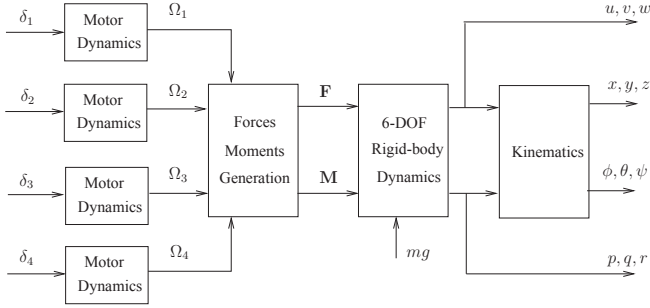 δ₁
Motor
Dynamics
Ω₁
u, v, w
δ₂
Motor
Dynamics
Ω₂
Forces
Moments
Generation
F
M
6-DOF
Rigid-body
Dynamics
mg
Kinematics
x, y, z
ϕ, θ, ψ
p, q, r
δ₃
Motor
Dynamics
Ω₃
δ₄
Motor
Dynamics
Ω₄